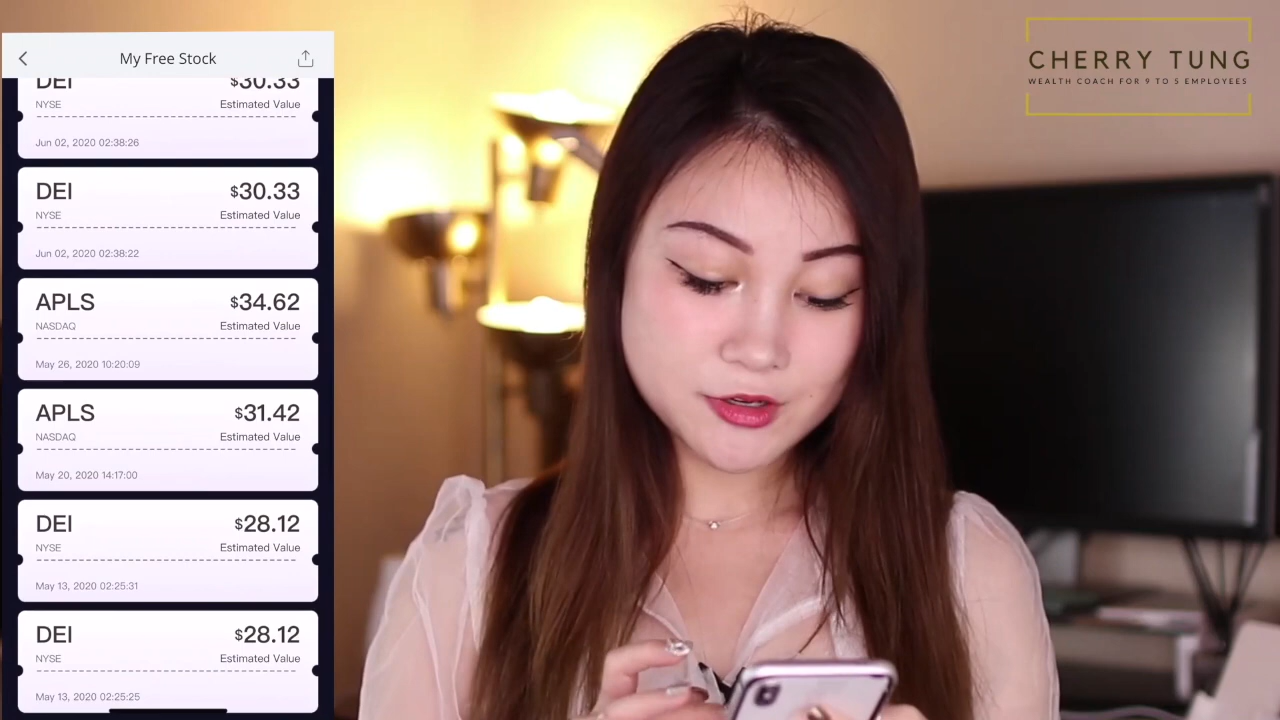 My Free Stock
DEI $30.33
NYSE Estimated Value
Jun 02, 2020 02:38:26
DEI $30.33
NYSE Estimated Value
Jun 02, 2020 02:38:22
APLS $34.62
NASDAQ Estimated Value
May 26, 2020 10:20:09
APLS $31.42
NASDAQ Estimated Value
May 20, 2020 14:17:00
DEI $28.12
NYSE Estimated Value
May 13, 2020 02:25:31
DEI $28.12
NYSE Estimated Value
May 13, 2020 02:25:25
CHERRY TUNG
WEALTH COACH FOR 9 TO 5 EMPLOYEES